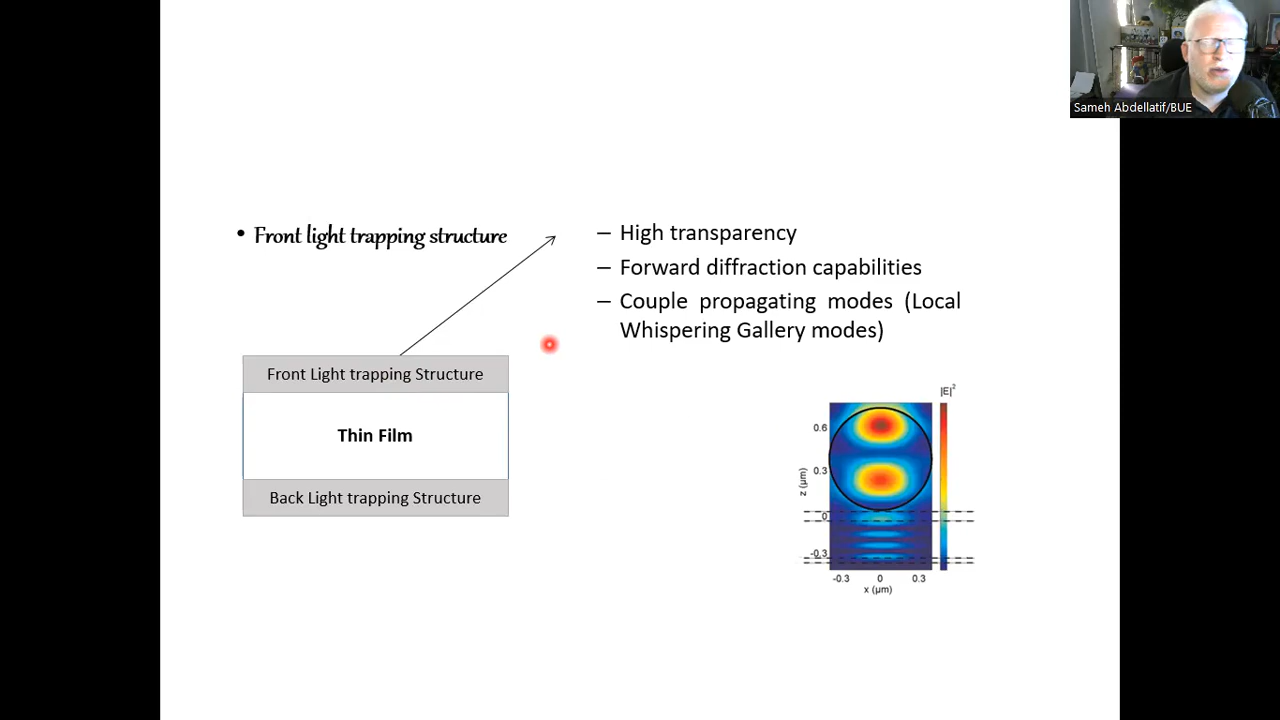 Sameh Abdellatif/BUE
• Front light trapping structure
– High transparency
– Forward diffraction capabilities
– Couple propagating modes (Local
Whispering Gallery modes)
Front Light trapping Structure
Thin Film
Back Light trapping Structure
|E|²
0.6
0.3
0
-0.3
z (µm)
-0.3 0 0.3
x (µm)